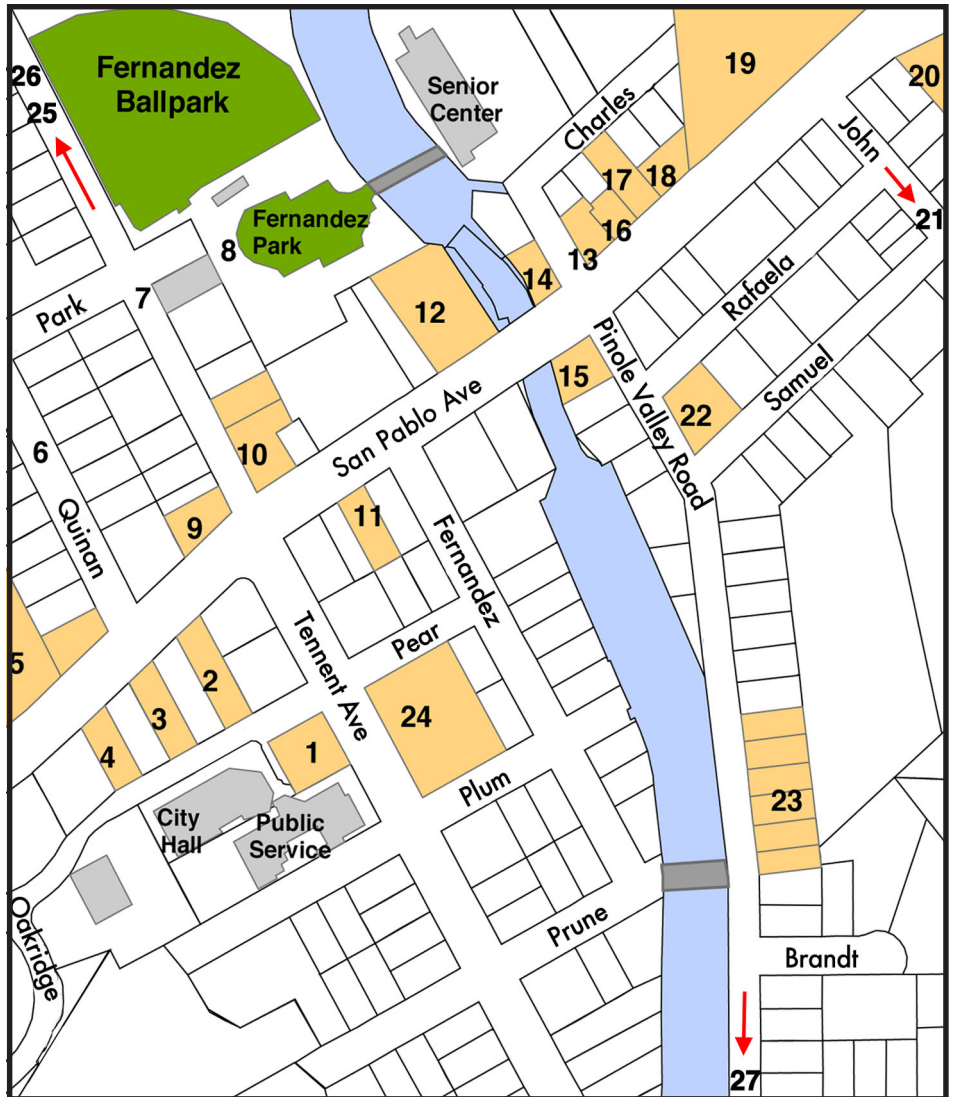 19
20
26
Fernandez
Ballpark
Senior
Center
25
Charles
John
17
18
21
Fernandez
Park
8
16
13
14
Rafaela
7
Park
12
Pinole Valley Road
15
Samuel
22
San Pablo Ave
6
10
Quinan
9
11
Fernandez
5
Tennent Ave
Pear
2
3
24
4
1
Plum
23
City
Hall
Public
Service
Oakridge
Prune
Brandt
27